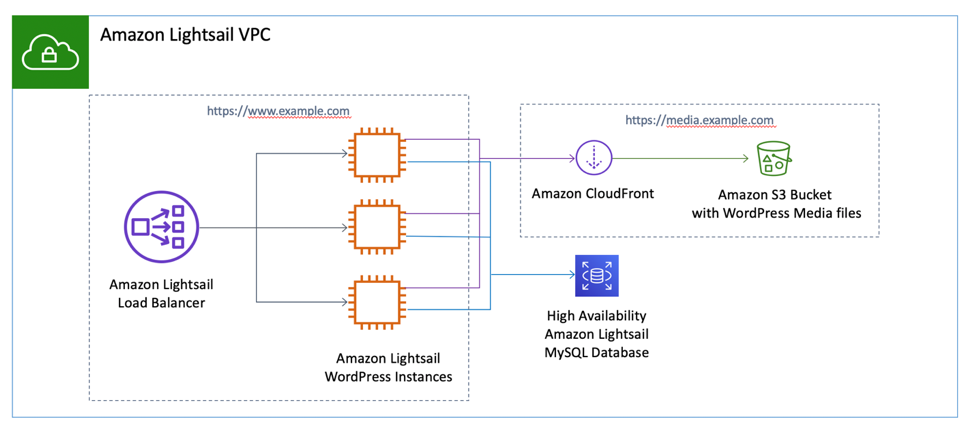 Amazon Lightsail VPC
https://www.example.com
Amazon Lightsail
Load Balancer
Amazon Lightsail
WordPress Instances
https://media.example.com
Amazon CloudFront
Amazon S3 Bucket
with WordPress Media files
High Availability
Amazon Lightsail
MySQL Database